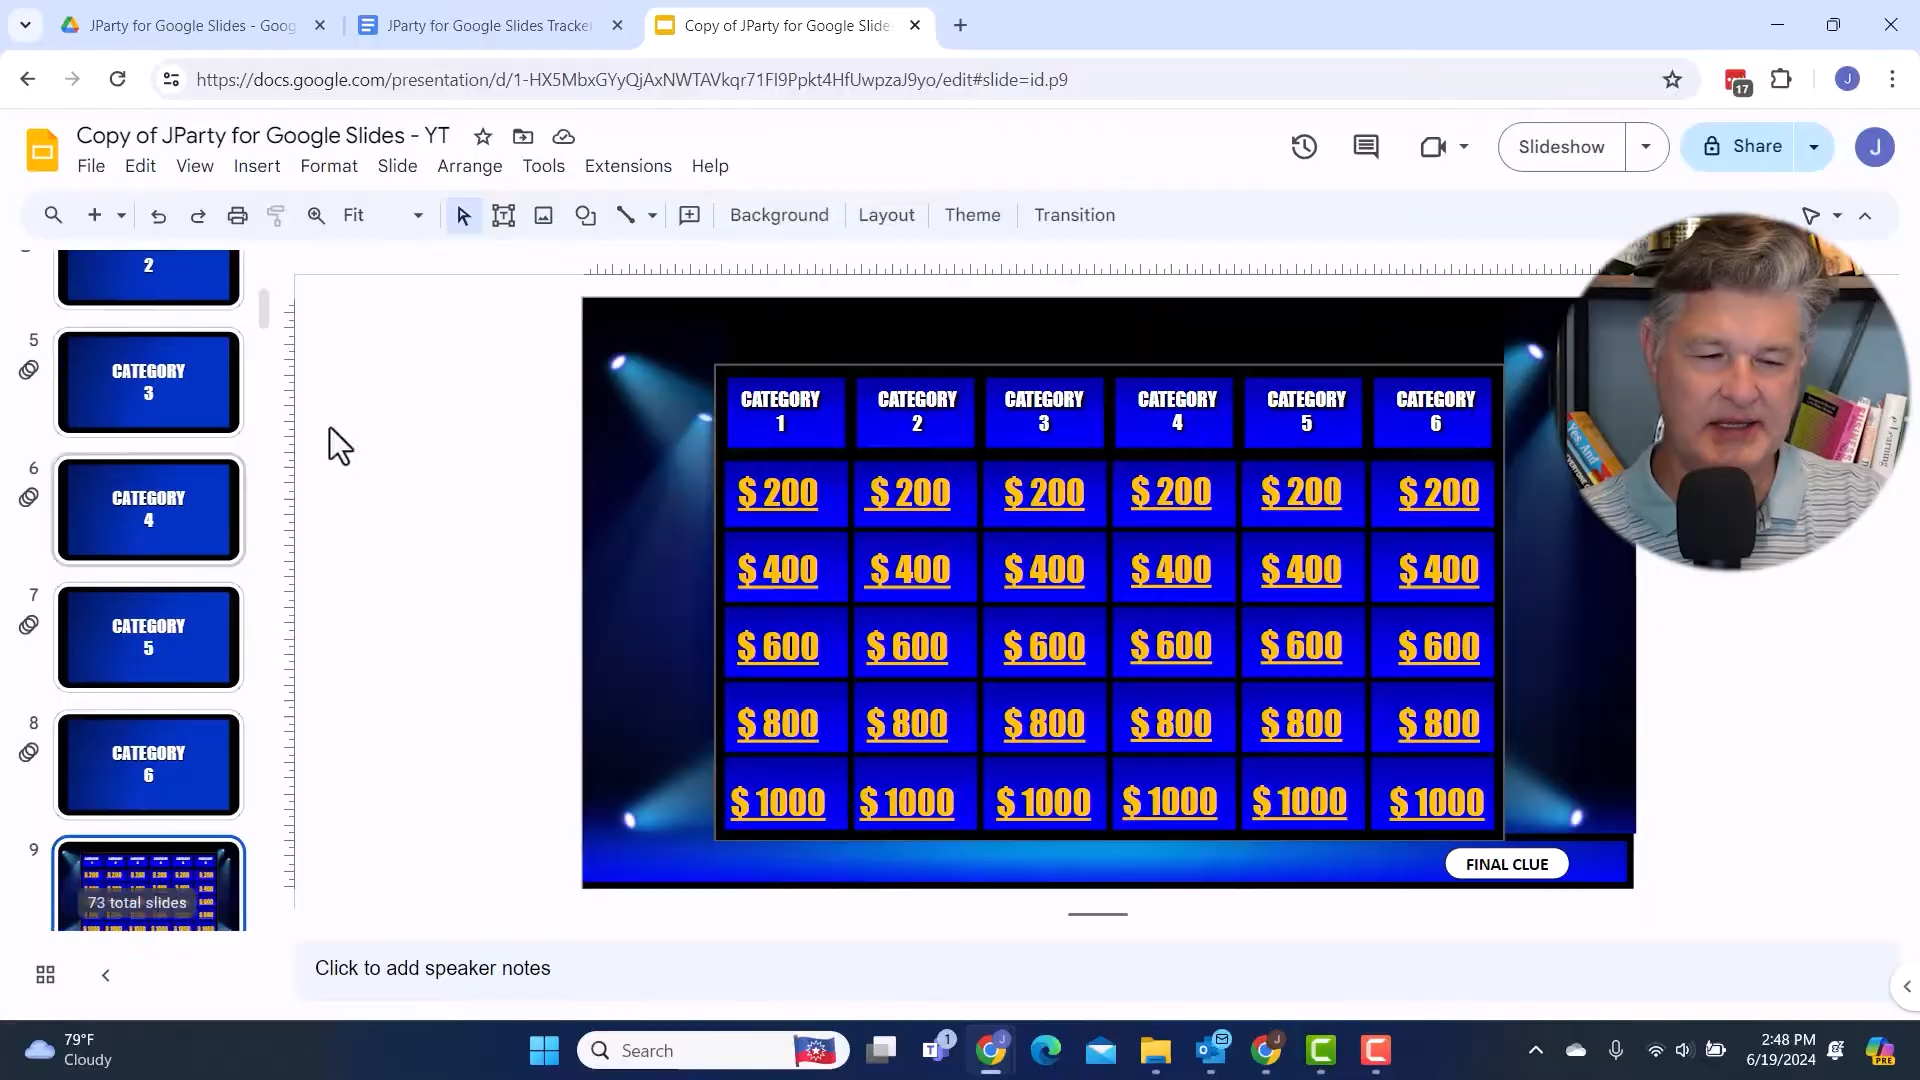 JParty for Google Slides - Goog
JParty for Google Slides Tracke
Copy of JParty for Google Slide
https://docs.google.com/presentation/d/1-HX5MbxGYyQjAxNWTAVkqr71FI9Ppkt4HfUwpzaJ9yo/edit#slide=id.p9
17
J
Copy of JParty for Google Slides - YT
File Edit View Insert Format Slide Arrange Tools Extensions Help
Slideshow
Share
J
Fit
Background Layout Theme Transition
2
5
CATEGORY
3
6
CATEGORY
4
7
CATEGORY
5
8
CATEGORY
6
9
73 total slides
CATEGORY 1 CATEGORY 2 CATEGORY 3 CATEGORY 4 CATEGORY 5 CATEGORY 6
$ 200 $ 200 $ 200 $ 200 $ 200 $ 200
$ 400 $ 400 $ 400 $ 400 $ 400 $ 400
$ 600 $ 600 $ 600 $ 600 $ 600 $ 600
$ 800 $ 800 $ 800 $ 800 $ 800 $ 800
$ 1000 $ 1000 $ 1000 $ 1000 $ 1000 $ 1000
FINAL CLUE
Yes, And
eLearning
Click to add speaker notes
79°F
Cloudy
Search
1
2:48 PM
6/19/2024
PRE